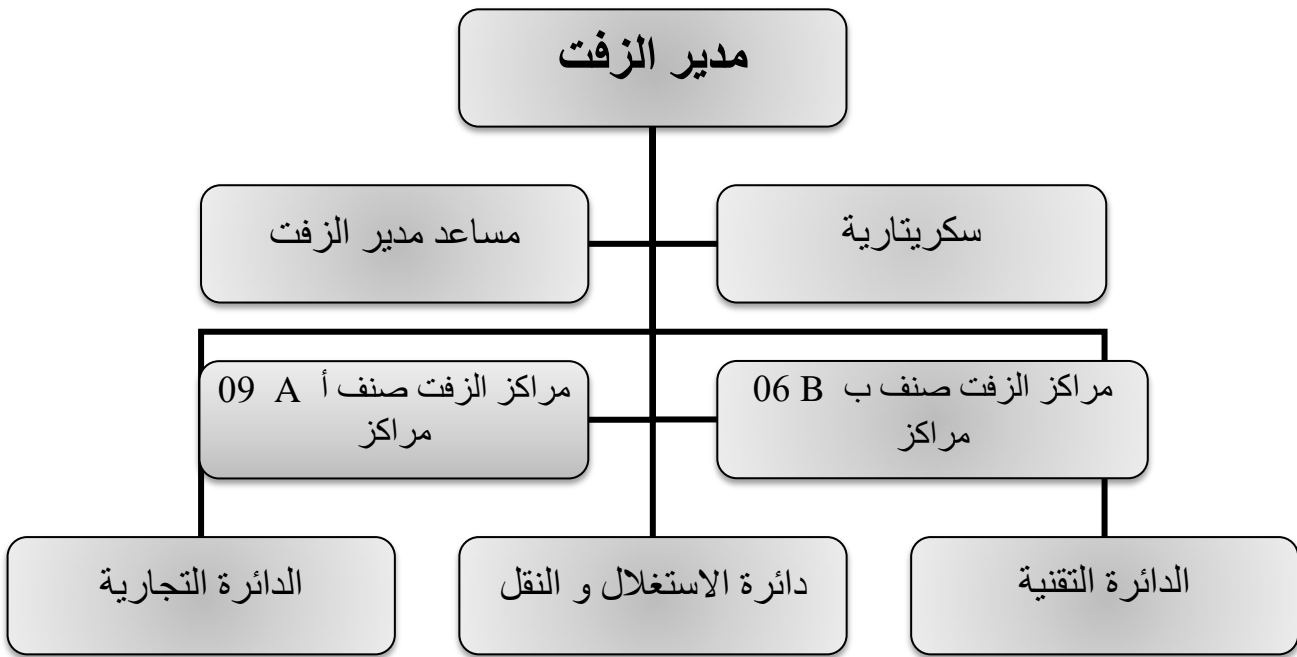 مدير الزفت
سكريتارية
مساعد مدير الزفت
مراكز الزفت صنف ب B 06
مراكز
مراكز الزفت صنف أ A 09
مراكز
الدائرة التقنية
دائرة الاستغلال و النقل
الدائرة التجارية